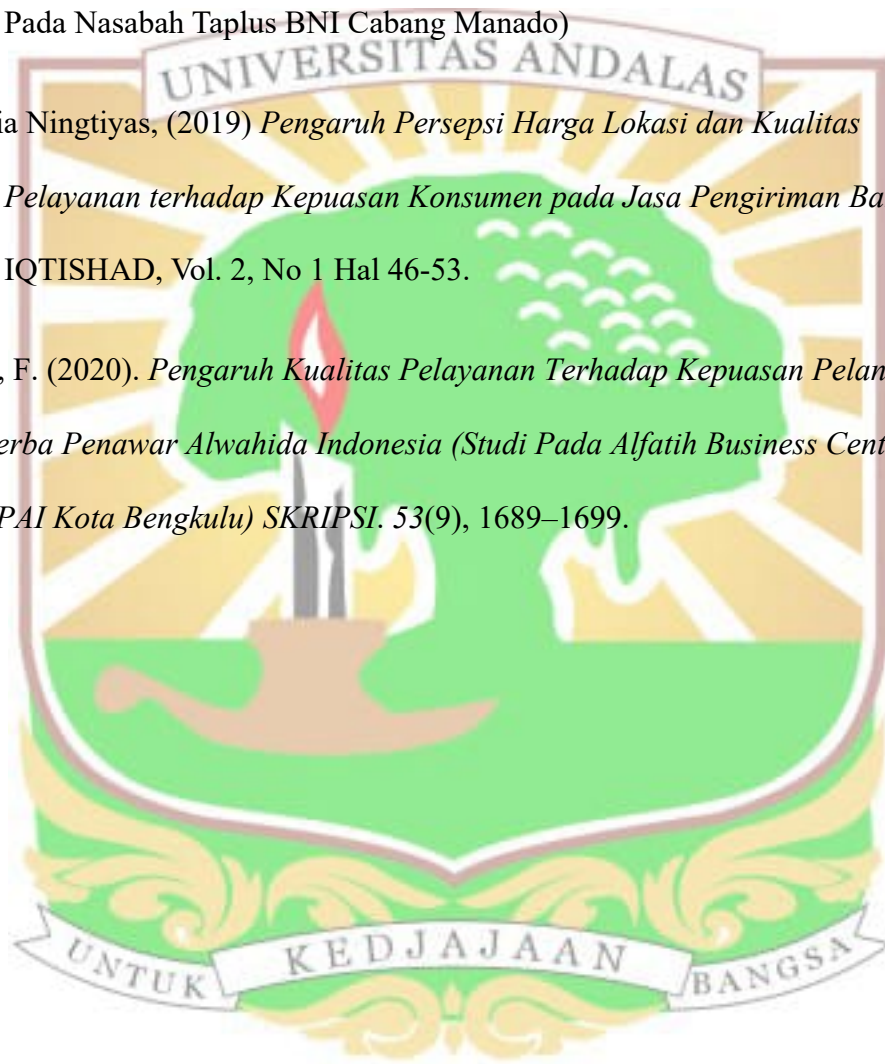 Pada Nasabah Taplus BNI Cabang Manado)
UNIVERSITAS ANDALAS
ia Ningtiyas, (2019) Pengaruh Persepsi Harga Lokasi dan Kualitas
Pelayanan terhadap Kepuasan Konsumen pada Jasa Pengiriman Ba
IQTISHAD, Vol. 2, No 1 Hal 46-53.
, F. (2020). Pengaruh Kualitas Pelayanan Terhadap Kepuasan Pelan
erba Penawar Alwahida Indonesia (Studi Pada Alfatih Business Cent
PAI Kota Bengkulu) SKRIPSI. 53(9), 1689–1699.
UNTUK KEDJAJAAN BANGSA